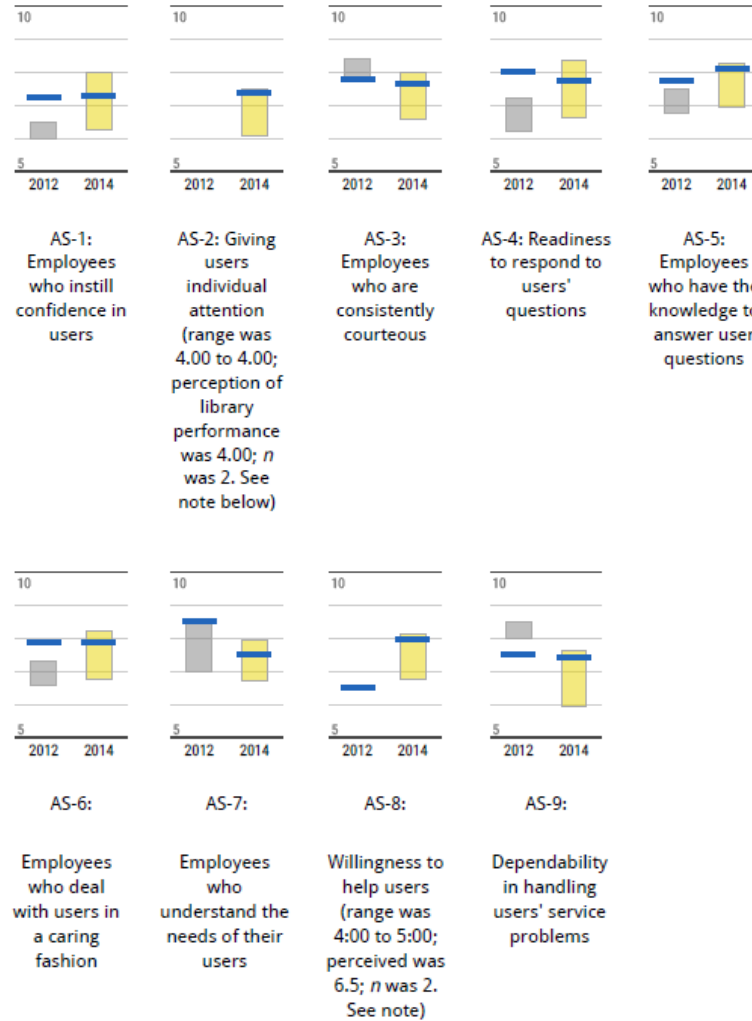 10 10 10 10 10
5 5 5 5 5
2012 2014 2012 2014 2012 2014 2012 2014 2012 2014
AS-1:
Employees
who instill
confidence in
users
AS-2: Giving
users
individual
attention
(range was
4.00 to 4.00;
perception of
library
performance
was 4.00; n
was 2. See
note below)
AS-3:
Employees
who are
consistently
courteous
AS-4: Readiness
to respond to
users'
questions
AS-5:
Employees
who have the
knowledge to
answer user
questions
10 10 10 10
5 5 5 5
2012 2014 2012 2014 2012 2014 2012 2014
AS-6:
Employees
who deal
with users in
a caring
fashion
AS-7:
Employees
who
understand the
needs of their
users
AS-8:
Willingness to
help users
(range was
4:00 to 5:00;
perceived was
6.5; n was 2.
See note)
AS-9:
Dependability
in handling
users' service
problems